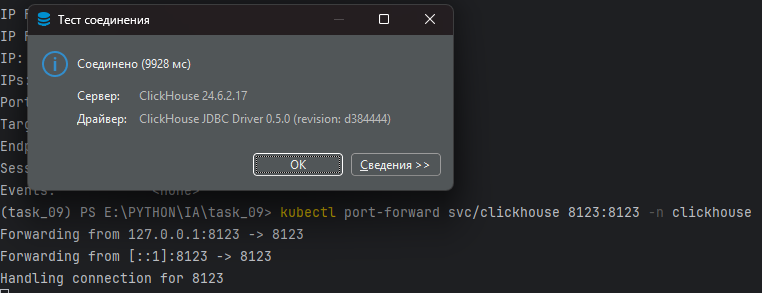 IP F
Тест соединения
IP F
IP:
Соединено (9928 мс)
IPs:
Port
Сервер: ClickHouse 24.6.2.17
Targ
Драйвер: ClickHouse JDBC Driver 0.5.0 (revision: d384444)
Endp
Sess
OK Сведения >>
Events: <none>
(task_09) PS E:\PYTHON\IA\task_09> kubectl port-forward svc/clickhouse 8123:8123 -n clickhouse
Forwarding from 127.0.0.1:8123 -> 8123
Forwarding from [::1]:8123 -> 8123
Handling connection for 8123